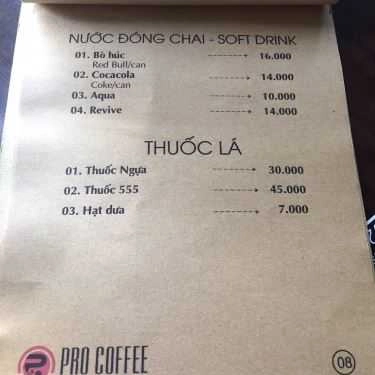 NƯỚC ĐÓNG CHAI - SOFT DRINK
01. Bò húc 16.000
Red Bull/can
02. Cocacola 14.000
Coke/can
03. Aqua 10.000
04. Revive 14.000
THUỐC LÁ
01. Thuốc Ngựa 30.000
02. Thuốc 555 45.000
03. Hạt dưa 7.000
PRO COFFEE
08